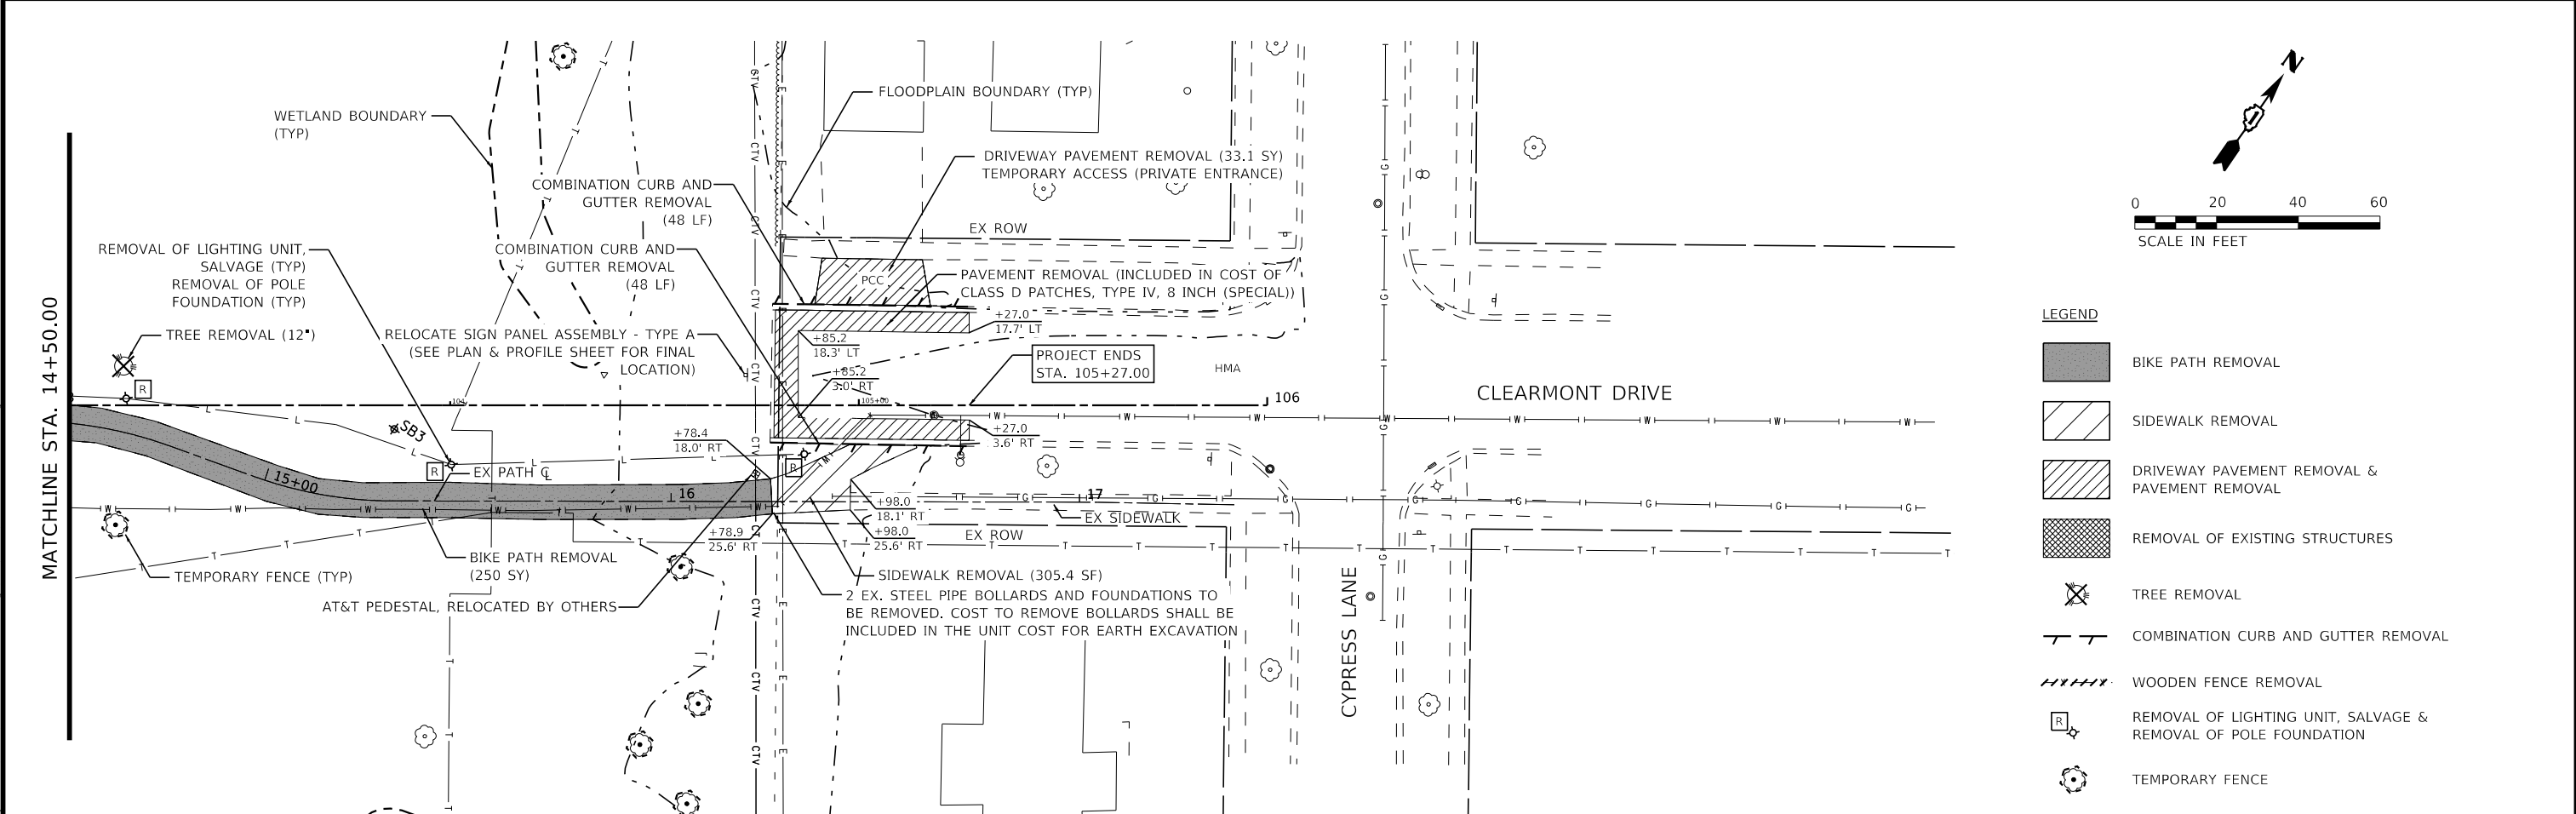 WETLAND BOUNDARY
(TYP)
FLOODPLAIN BOUNDARY (TYP)
DRIVEWAY PAVEMENT REMOVAL (33.1 SY)
TEMPORARY ACCESS (PRIVATE ENTRANCE)
COMBINATION CURB AND
GUTTER REMOVAL
(48 LF)
EX ROW
REMOVAL OF LIGHTING UNIT,
SALVAGE (TYP)
REMOVAL OF POLE
FOUNDATION (TYP)
COMBINATION CURB AND
GUTTER REMOVAL
(48 LF)
PCC
PAVEMENT REMOVAL (INCLUDED IN COST OF
CLASS D PATCHES, TYPE IV, 8 INCH (SPECIAL))
TREE REMOVAL (12")
RELOCATE SIGN PANEL ASSEMBLY - TYPE A
(SEE PLAN & PROFILE SHEET FOR FINAL
LOCATION)
+27.0
17.7' LT
+85.2
18.3' LT
+85.2
3.0' RT
PROJECT ENDS
STA. 105+27.00
HMA
MATCHLINE STA. 14+50.00
R
104
105+00
106
CLEARMONT DRIVE
SB3
+78.4
18.0' RT
+27.0
3.6' RT
R
R
EX PATH ℄
15+00
16
17
+98.0
18.1' RT
EX SIDEWALK
+78.9
25.6' RT
+98.0
25.6' RT
EX ROW
BIKE PATH REMOVAL
(250 SY)
TEMPORARY FENCE (TYP)
SIDEWALK REMOVAL (305.4 SF)
AT&T PEDESTAL, RELOCATED BY OTHERS
2 EX. STEEL PIPE BOLLARDS AND FOUNDATIONS TO
BE REMOVED. COST TO REMOVE BOLLARDS SHALL BE
INCLUDED IN THE UNIT COST FOR EARTH EXCAVATION
CYPRESS LANE
N
0 20 40 60
SCALE IN FEET
LEGEND
BIKE PATH REMOVAL
SIDEWALK REMOVAL
DRIVEWAY PAVEMENT REMOVAL &
PAVEMENT REMOVAL
REMOVAL OF EXISTING STRUCTURES
TREE REMOVAL
COMBINATION CURB AND GUTTER REMOVAL
WOODEN FENCE REMOVAL
R
REMOVAL OF LIGHTING UNIT, SALVAGE &
REMOVAL OF POLE FOUNDATION
TEMPORARY FENCE